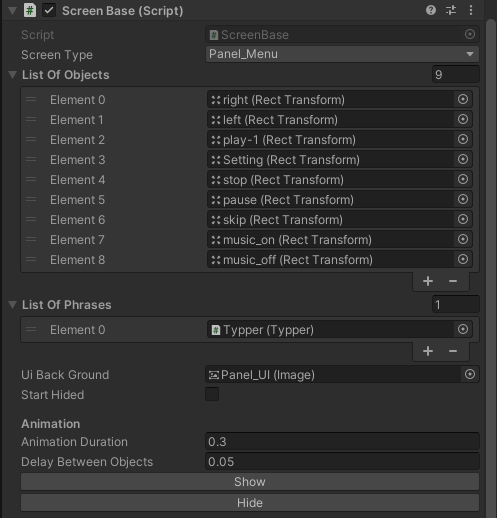 Screen Base (Script)
Script ScreenBase
Screen Type Panel_Menu
List Of Objects 9
Element 0 right (Rect Transform)
Element 1 left (Rect Transform)
Element 2 play-1 (Rect Transform)
Element 3 Setting (Rect Transform)
Element 4 stop (Rect Transform)
Element 5 pause (Rect Transform)
Element 6 skip (Rect Transform)
Element 7 music_on (Rect Transform)
Element 8 music_off (Rect Transform)
+ −
List Of Phrases 1
Element 0 Typper (Typper)
+ −
Ui Back Ground Panel_UI (Image)
Start Hided
Animation
Animation Duration 0.3
Delay Between Objects 0.05
Show
Hide